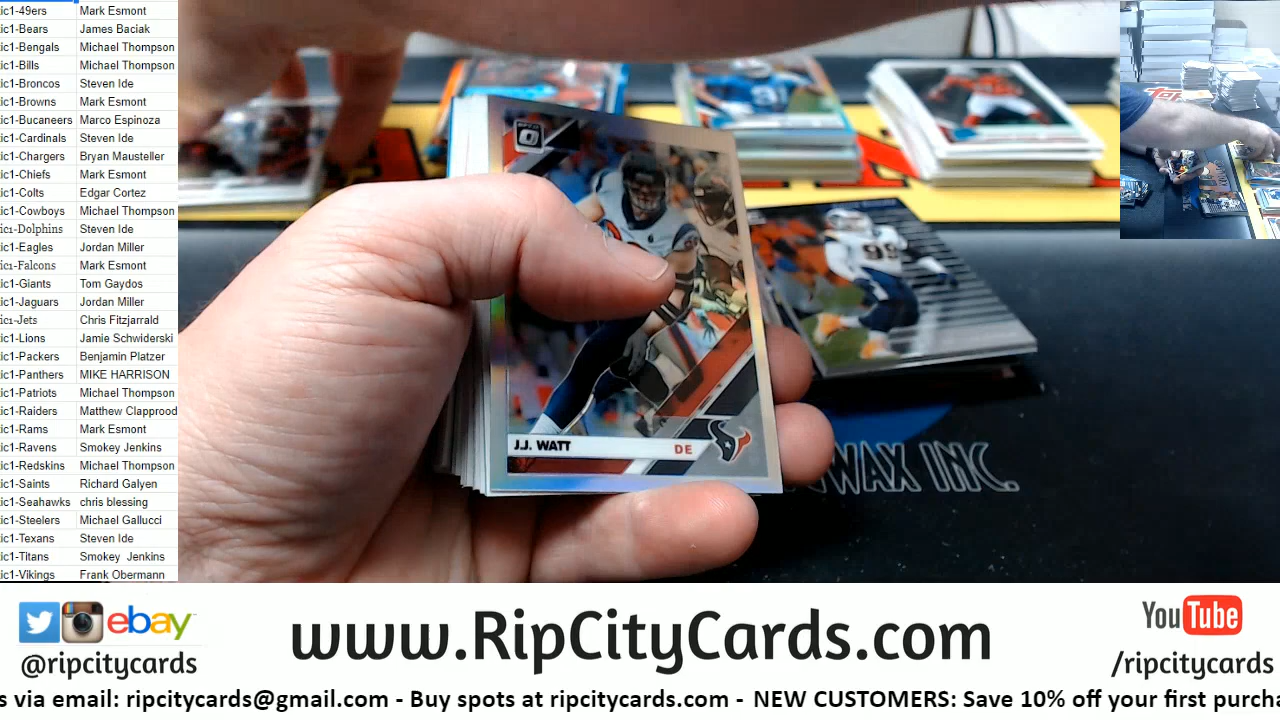 ic1-49ers Mark Esmont
ic1-Bears James Baciak
ic1-Bengals Michael Thompson
ic1-Bills Michael Thompson
ic1-Broncos Steven Ide
ic1-Browns Mark Esmont
ic1-Bucaneers Marco Espinoza
ic1-Cardinals Steven Ide
ic1-Chargers Bryan Mausteller
ic1-Chiefs Mark Esmont
ic1-Colts Edgar Cortez
ic1-Cowboys Michael Thompson
ic1-Dolphins Steven Ide
ic1-Eagles Jordan Miller
ic1-Falcons Mark Esmont
ic1-Giants Tom Gaydos
ic1-Jaguars Jordan Miller
ic1-Jets Chris Fitzjarrald
ic1-Lions Jamie Schwiderski
ic1-Packers Benjamin Platzer
ic1-Panthers MIKE HARRISON
ic1-Patriots Michael Thompson
ic1-Raiders Matthew Clapprood
ic1-Rams Mark Esmont
ic1-Ravens Smokey Jenkins
ic1-Redskins Michael Thompson
ic1-Saints Richard Galyen
ic1-Seahawks chris blessing
ic1-Steelers Michael Gallucci
ic1-Texans Steven Ide
ic1-Titans Smokey Jenkins
ic1-Vikings Frank Obermann
J.J. WATT DE
99
WAX INC.
ebay
@ripcitycards
www.RipCityCards.com
YouTube
/ripcitycards
s via email: ripcitycards@gmail.com - Buy spots at ripcitycards.com - NEW CUSTOMERS: Save 10% off your first purcha